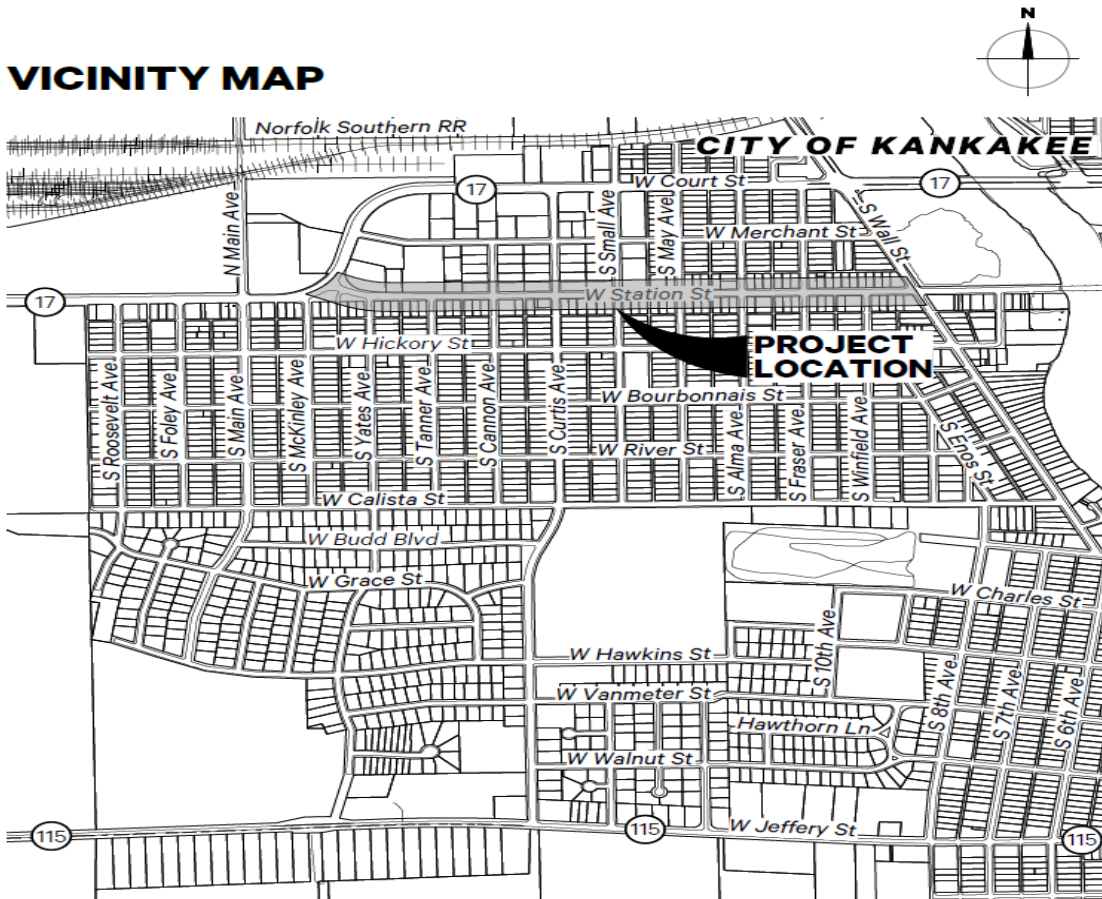 N
VICINITY MAP
Norfolk Southern RR
CITY OF KANKAKEE
W Court St
17
17
N Main Ave
S Small Ave
S May Ave
W Merchant St
S Wall St
17
W Station St
W Hickory St
PROJECT
LOCATION
S Roosevelt Ave
S Foley Ave
S Main Ave
S McKinley Ave
S Yates Ave
S Tanner Ave
S Cannon Ave
S Curtis Ave
W Bourbonnais St
W River St
S Alma Ave
S Fraser Ave
S Winfield Ave
S Enos St
W Calista St
W Budd Blvd
W Grace St
W Charles St
W Hawkins St
S 10th Ave
W Vanmeter St
Hawthorn Ln
S 8th Ave
S 7th Ave
S 6th Ave
W Walnut St
115
115
W Jeffery St
115